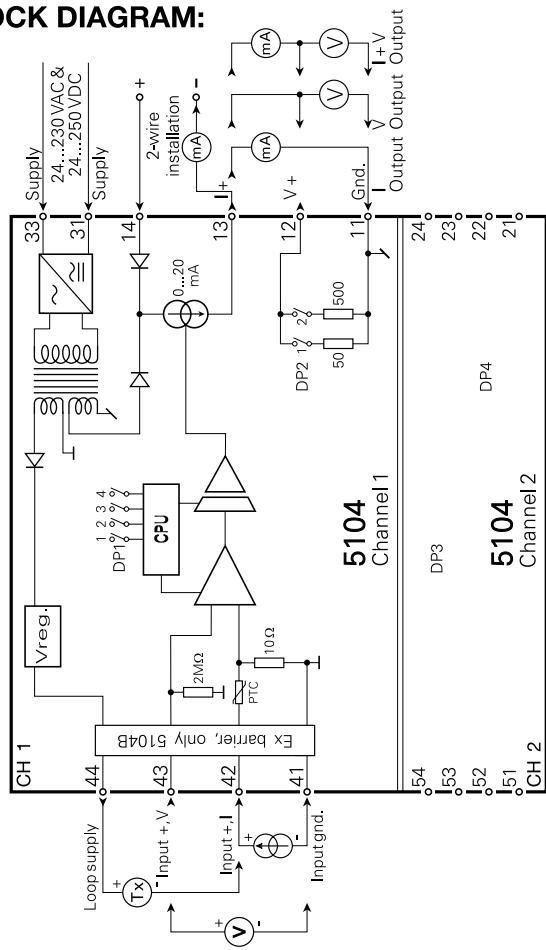 OCK DIAGRAM:
Supply
24...230 VAC &
24...250 VDC
Supply
+
2-wire
installation
-
mA
I+
V+
Gnd.
mA
V
mA
V
I
Output
V
Output
I + V
Output
33
31
14
13
12
11
24
23
22
21
0...20
mA
2
500
1
50
DP2
DP4
1 2 3 4
DP1
CPU
5104
Channel 1
DP3
5104
Channel 2
Vreg.
2MΩ
PTC
10Ω
Ex barrier, only 5104B
CH 1
CH 2
44
43
42
41
54
53
52
51
Loop supply
+
Tx
-
Input +,V
Input +,I
+
-
Input gnd.
+
V
-